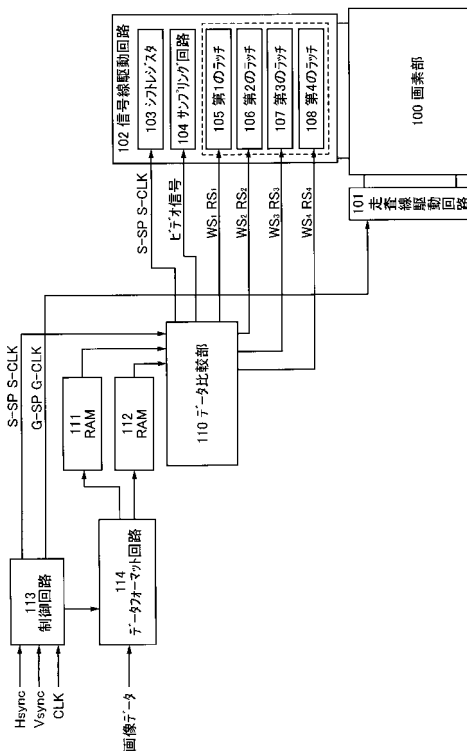 Hsync
Vsync
CLK
画像データ
113
制御回路
114
データフォーマット回路
S-SP S-CLK
G-SP G-CLK
111
RAM
112
RAM
110 データ比較部
S-SP S-CLK
ビデオ信号
WS1 RS1
WS2 RS2
WS3 RS3
WS4 RS4
102 信号線駆動回路
103 シフトレジスタ
104 サンプリング回路
105 第1のラッチ
106 第2のラッチ
107 第3のラッチ
108 第4のラッチ
101
走査線駆動回路
100 画素部